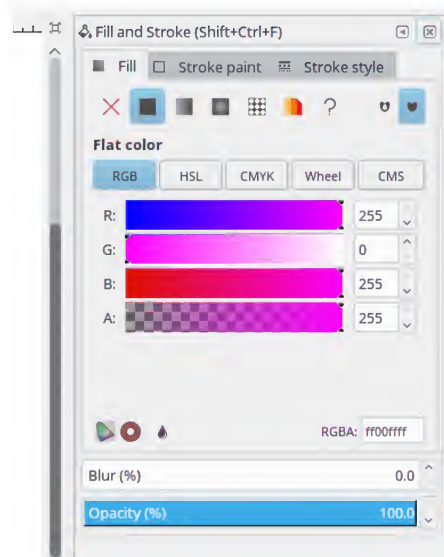 Fill and Stroke (Shift+Ctrl+F)
Fill Stroke paint Stroke style
?
Flat color
RGB HSL CMYK Wheel CMS
R: 255
G: 0
B: 255
A: 255
RGBA: ff00ffff
Blur (%) 0.0
Opacity (%) 100.0